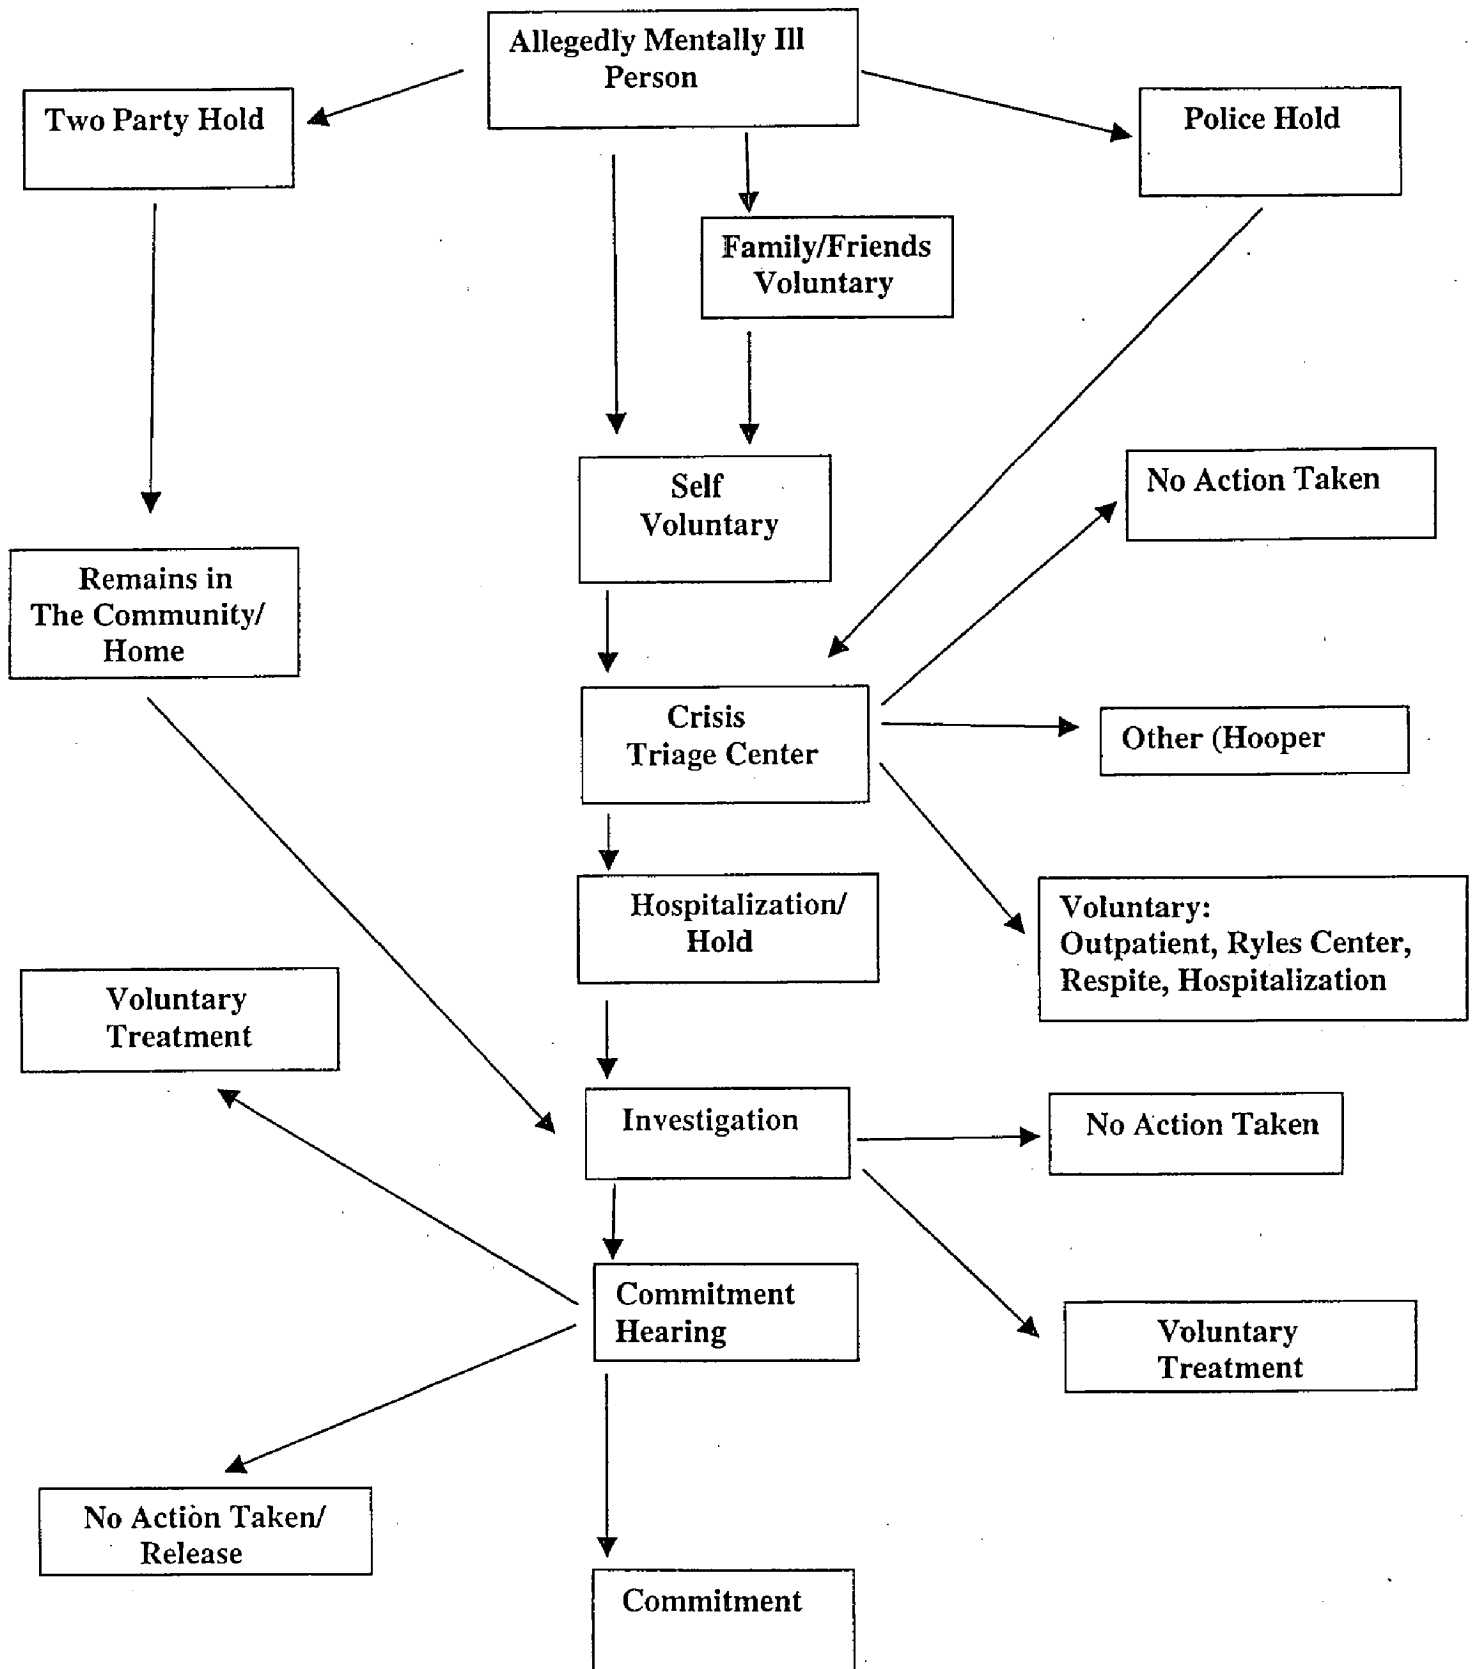 Allegedly Mentally Ill
Person
Two Party Hold
Police Hold
Family/Friends
Voluntary
Self
Voluntary
No Action Taken
Remains in
The Community/
Home
Crisis
Triage Center
Other (Hooper
Hospitalization/
Hold
Voluntary:
Outpatient, Ryles Center,
Respite, Hospitalization
Voluntary
Treatment
Investigation
No Action Taken
Commitment
Hearing
Voluntary
Treatment
No Action Taken/
Release
Commitment